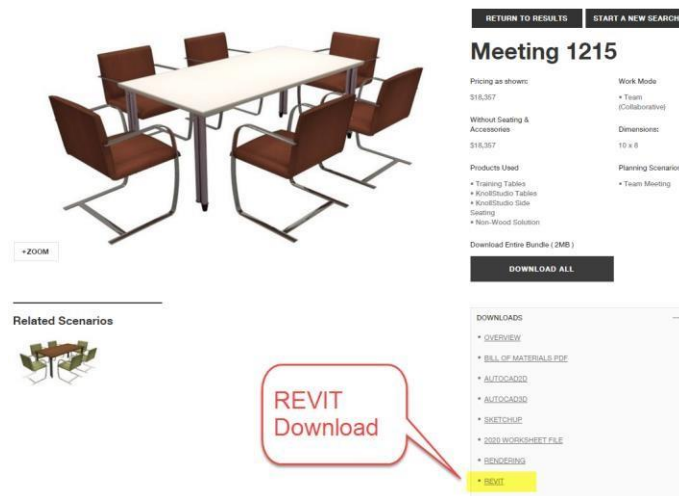 RETURN TO RESULTS
START A NEW SEARCH
Meeting 1215
Pricing as shown:
$18,357
Without Seating &
Accessories
$18,357
Products Used
• Training Tables
• KnollStudio Tables
• KnollStudio Side
Seating
• Non-Wood Solution
Work Mode
• Team
(Collaborative)
Dimensions:
10 x 8
Planning Scenarios
• Team Meeting
Download Entire Bundle ( 2MB )
DOWNLOAD ALL
+ZOOM
Related Scenarios
REVIT
Download
DOWNLOADS
• OVERVIEW
• BILL OF MATERIALS PDF
• AUTOCAD2D
• AUTOCAD3D
• SKETCHUP
• 2020 WORKSHEET FILE
• RENDERING
• REVIT